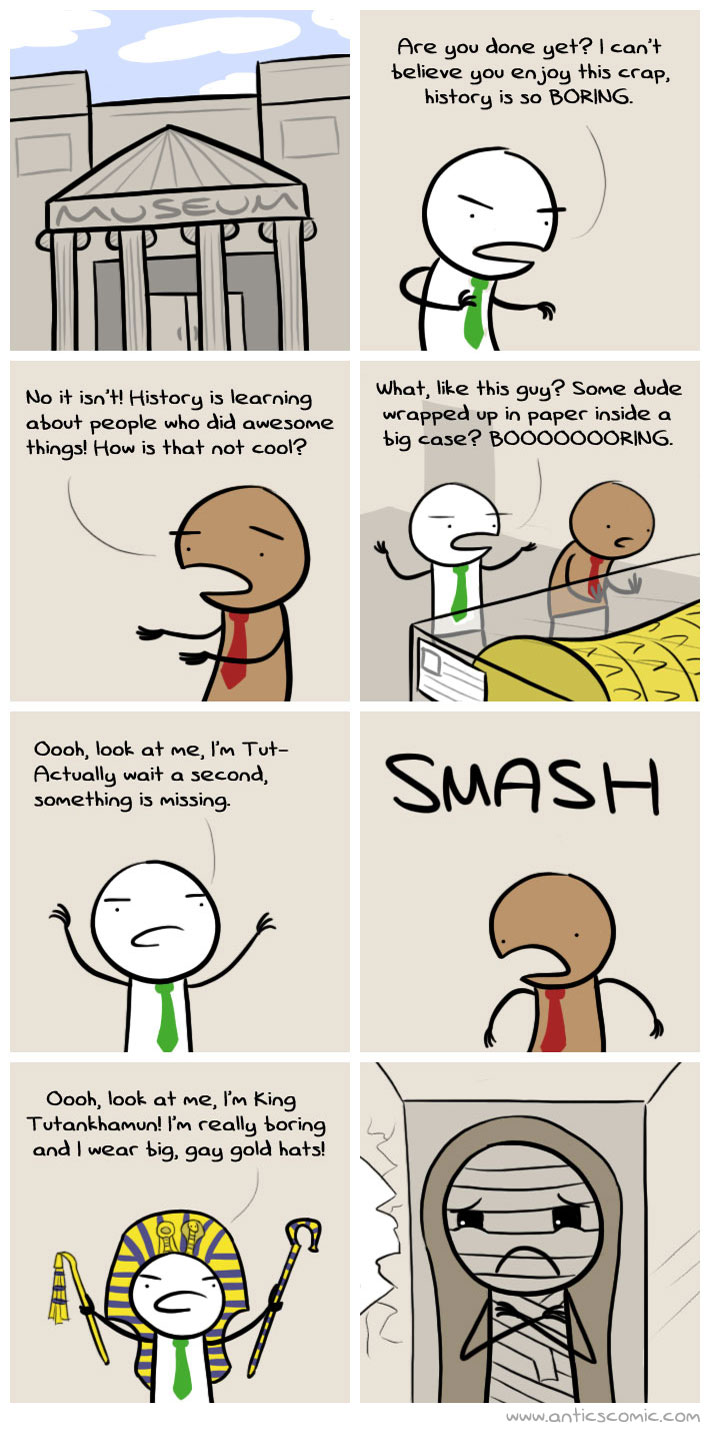 MUSEUM
Are you done yet? I can't
believe you enjoy this crap,
history is so BORING.
No it isn't! History is learning
about people who did awesome
things! How is that not cool?
What, like this guy? Some dude
wrapped up in paper inside a
big case? BOOOOOOORING.
Oooh, look at me, I'm Tut-
Actually wait a second,
something is missing.
SMASH
Oooh, look at me, I'm King
Tutankhamun! I'm really boring
and I wear big, gay gold hats!
www.anticscomic.com